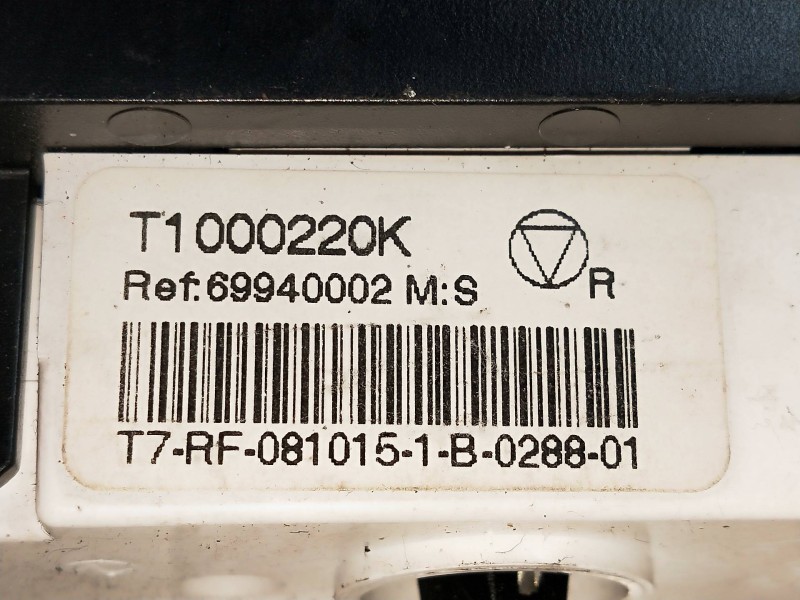 T1000220K
Ref:69940002 M:S
R
T7-RF-081015-1-B-0288-01